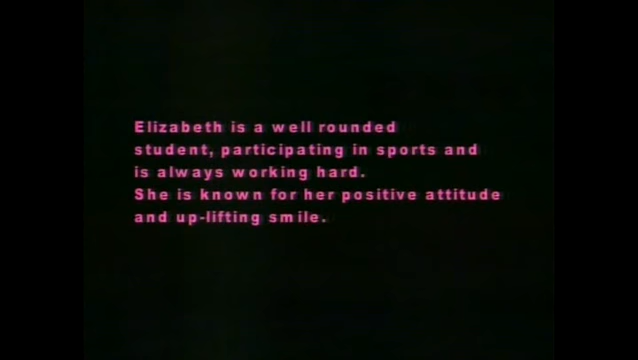 Elizabeth is a well rounded
student, participating in sports and
is always working hard.
She is known for her positive attitude
and up-lifting smile.